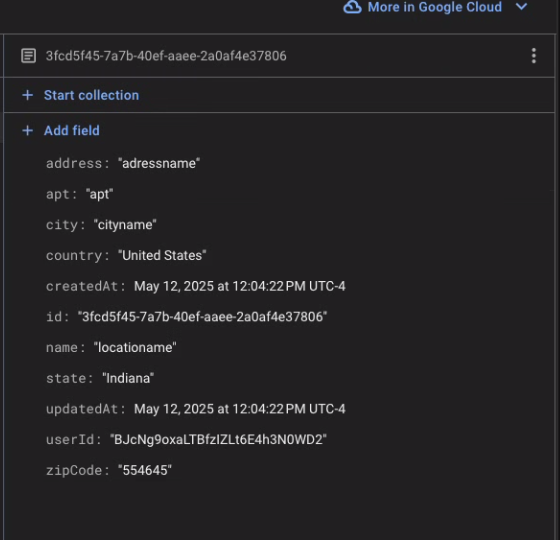 More in Google Cloud
3fcd5f45-7a7b-40ef-aaee-2a0af4e37806
+ Start collection
+ Add field
address: "adressname"
apt: "apt"
city: "cityname"
country: "United States"
createdAt: May 12, 2025 at 12:04:22 PM UTC-4
id: "3fcd5f45-7a7b-40ef-aaee-2a0af4e37806"
name: "locationame"
state: "Indiana"
updatedAt: May 12, 2025 at 12:04:22 PM UTC-4
userId: "BJcNg9oxaLTBfzIZLt6E4h3N0WD2"
zipCode: "554645"